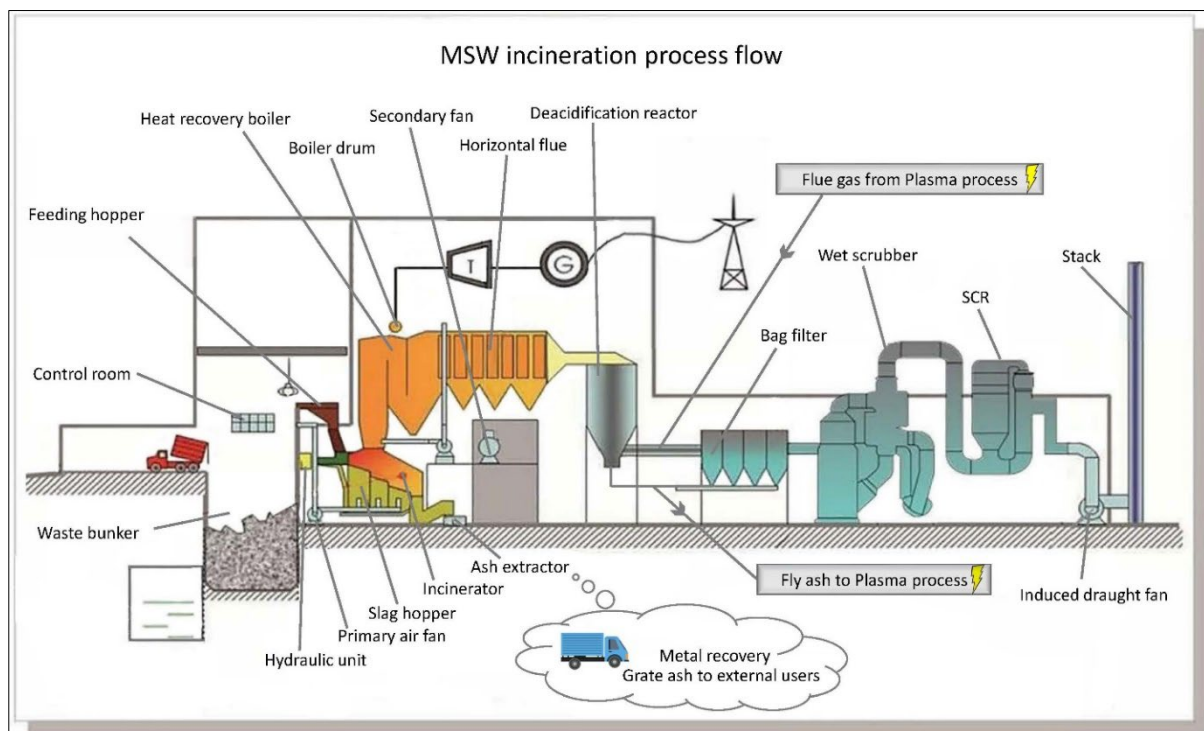 MSW incineration process flow
Heat recovery boiler
Secondary fan
Deacidification reactor
Boiler drum
Horizontal flue
Flue gas from Plasma process
Feeding hopper
T
G
Wet scrubber
Stack
SCR
Bag filter
Control room
Waste bunker
Ash extractor
Fly ash to Plasma process
Incinerator
Induced draught fan
Slag hopper
Primary air fan
Hydraulic unit
Metal recovery
Grate ash to external users